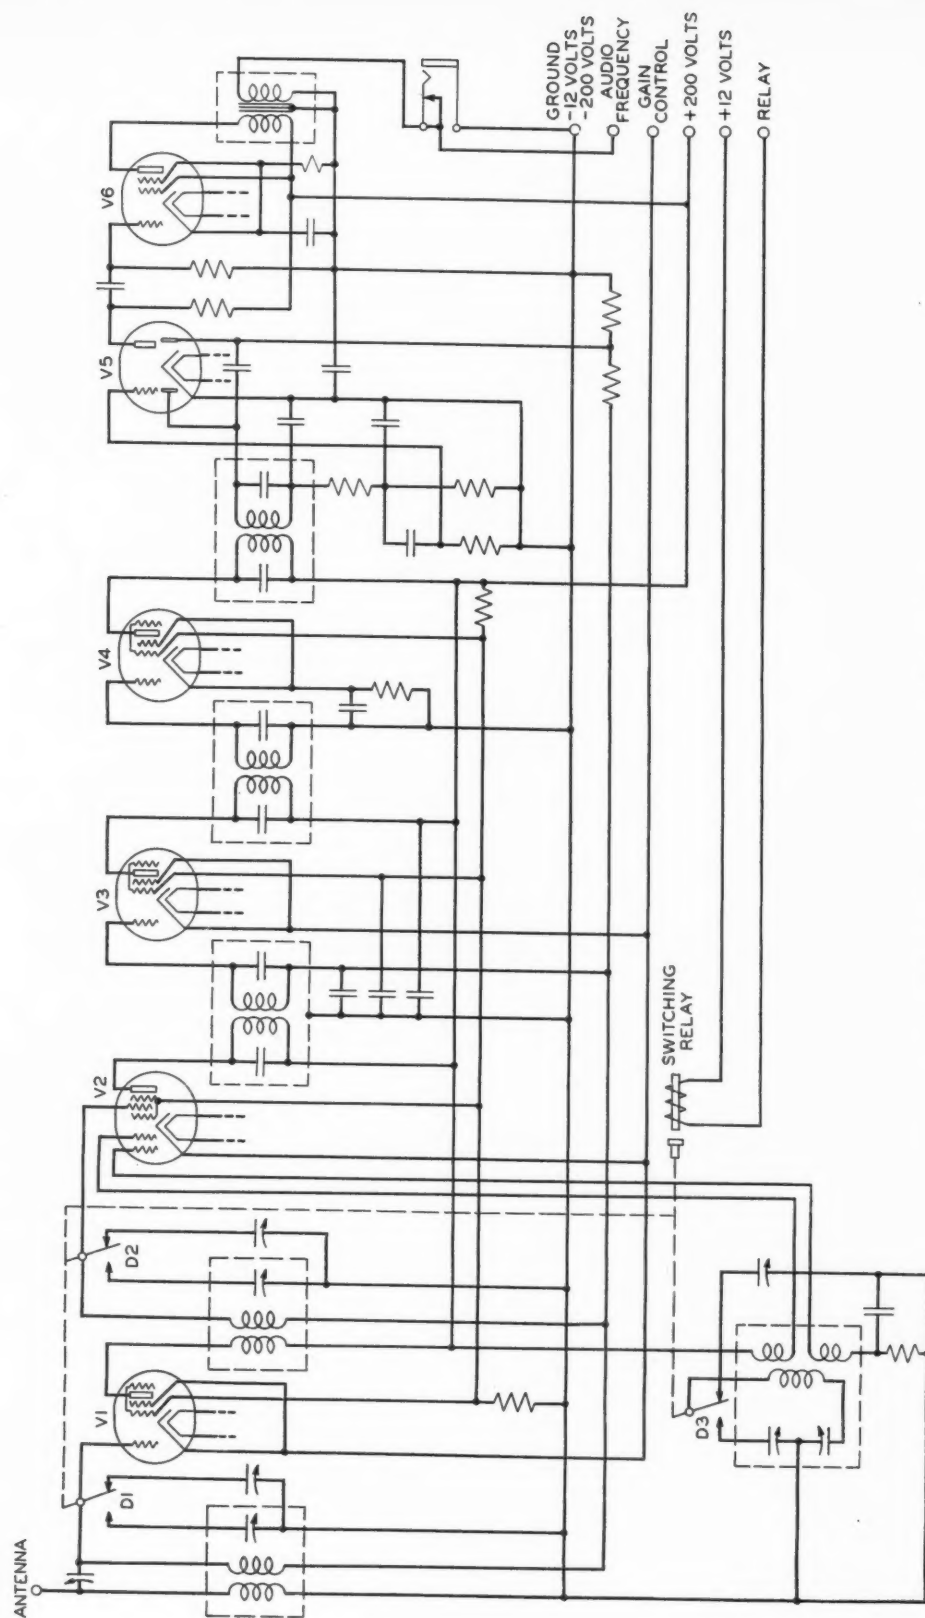 ANTENNA
D1
V1
D2
V2
V3
V4
V5
V6
D3
SWITCHING
RELAY
GROUND
-12 VOLTS
-200 VOLTS
AUDIO
FREQUENCY
GAIN
CONTROL
+200 VOLTS
+12 VOLTS
RELAY